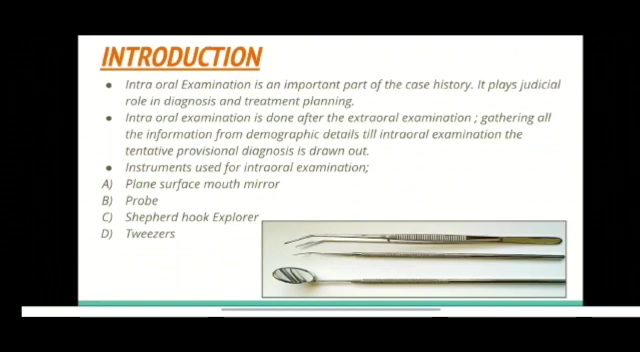 INTRODUCTION
● Intra oral Examination is an important part of the case history. It plays judicial
role in diagnosis and treatment planning.
● Intra oral examination is done after the extraoral examination ; gathering all
the information from demographic details till intraoral examination the
tentative provisional diagnosis is drawn out.
● Instruments used for intraoral examination;
A) Plane surface mouth mirror
B) Probe
C) Shepherd hook Explorer
D) Tweezers